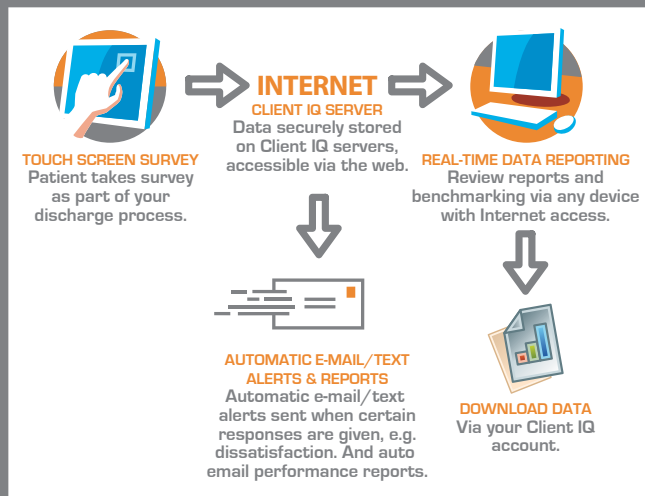 TOUCH SCREEN SURVEY
Patient takes survey
as part of your
discharge process.
INTERNET
CLIENT IQ SERVER
Data securely stored
on Client IQ servers,
accessible via the web.
REAL-TIME DATA REPORTING
Review reports and
benchmarking via any device
with Internet access.
AUTOMATIC E-MAIL/TEXT
ALERTS & REPORTS
Automatic e-mail/text
alerts sent when certain
responses are given, e.g.
dissatisfaction. And auto
email performance reports.
DOWNLOAD DATA
Via your Client IQ
account.